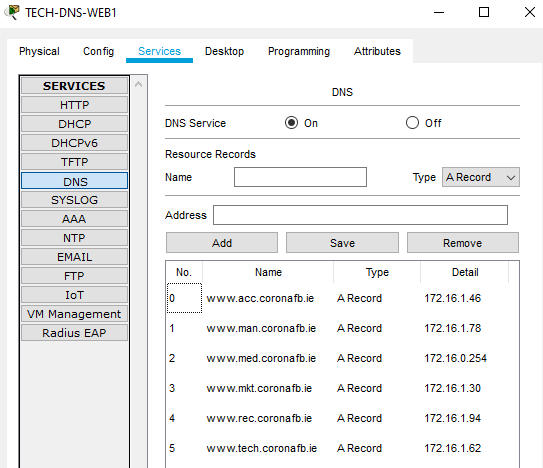 TECH-DNS-WEB1
Physical Config Services Desktop Programming Attributes
SERVICES
HTTP
DHCP
DHCPv6
TFTP
DNS
SYSLOG
AAA
NTP
EMAIL
FTP
IoT
VM Management
Radius EAP
DNS
DNS Service On Off
Resource Records
Name Type A Record
Address
Add Save Remove
No. Name Type Detail
0 www.acc.coronafb.ie A Record 172.16.1.46
1 www.man.coronafb.ie A Record 172.16.1.78
2 www.med.coronafb.ie A Record 172.16.0.254
3 www.mkt.coronafb.ie A Record 172.16.1.30
4 www.rec.coronafb.ie A Record 172.16.1.94
5 www.tech.coronafb.ie A Record 172.16.1.62